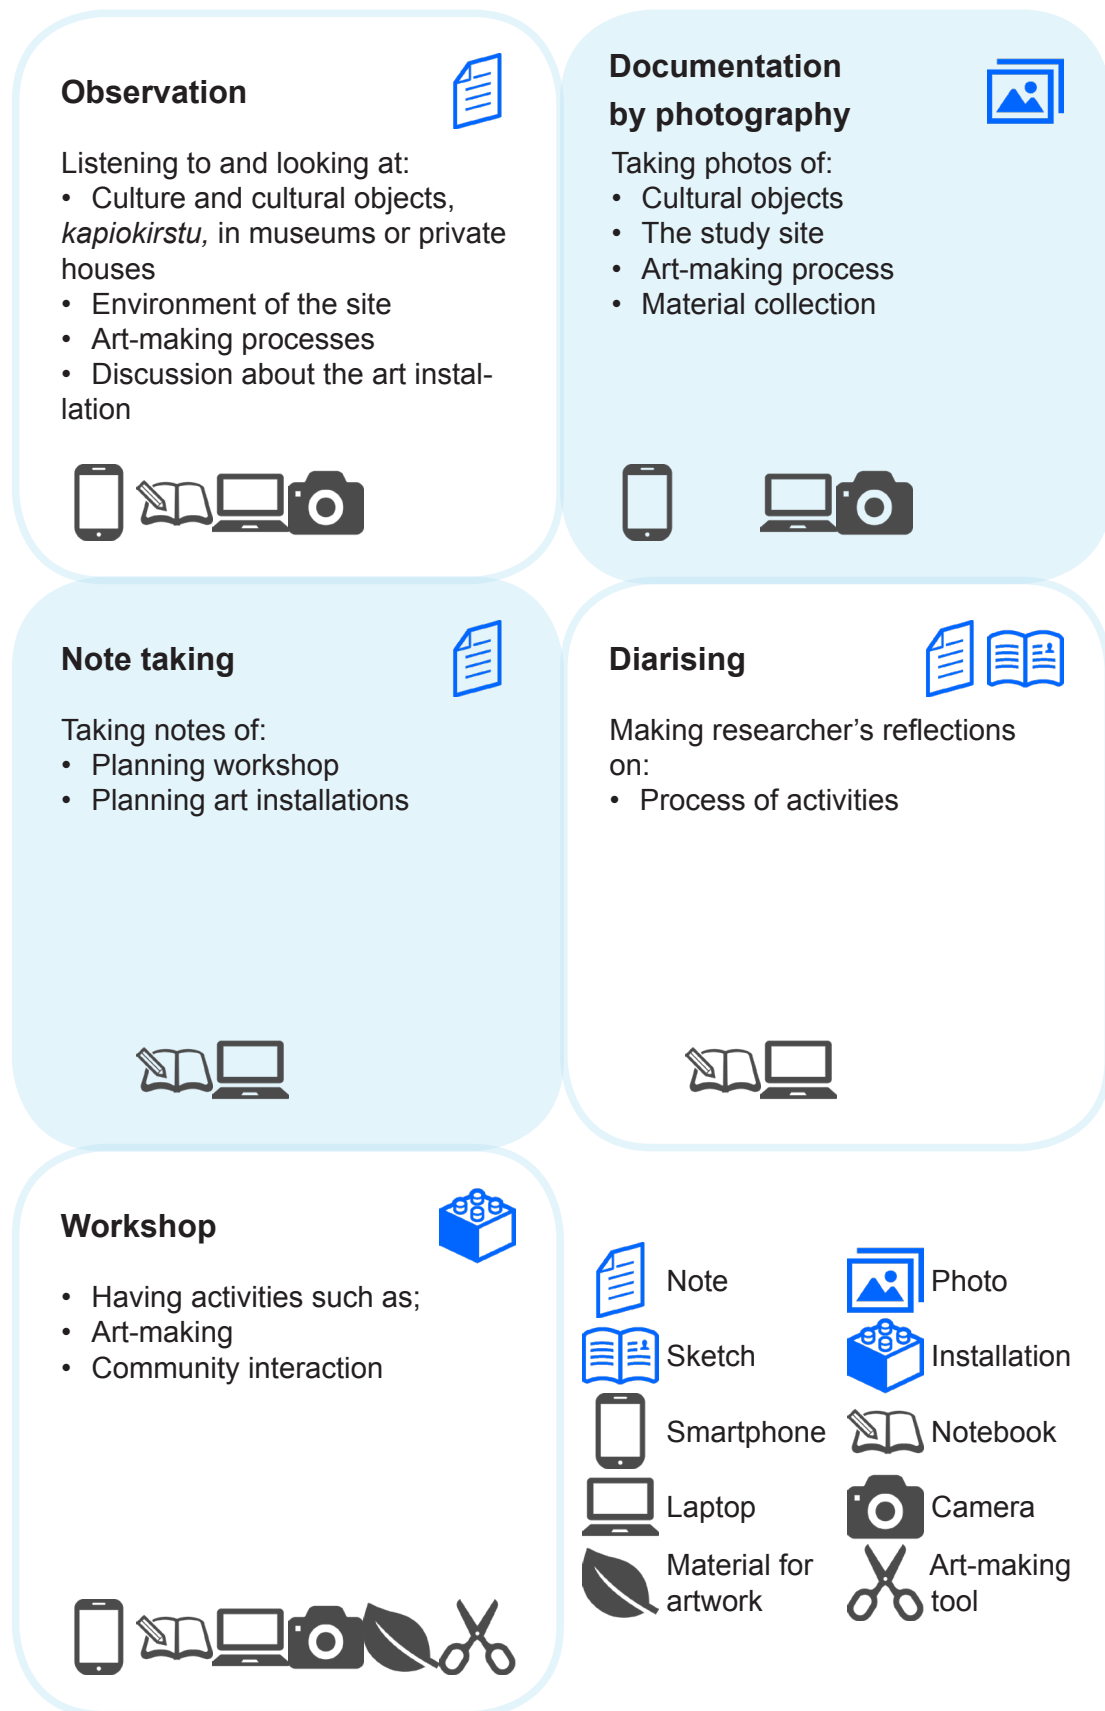 Observation
Listening to and looking at:
• Culture and cultural objects,
kapiokirstu, in museums or private
houses
• Environment of the site
• Art-making processes
• Discussion about the art instal-
lation
Documentation
by photography
Taking photos of:
• Cultural objects
• The study site
• Art-making process
• Material collection
Note taking
Taking notes of:
• Planning workshop
• Planning art installations
Diarising
Making researcher’s reflections
on:
• Process of activities
Workshop
• Having activities such as;
• Art-making
• Community interaction
Note
Photo
Sketch
Installation
Smartphone
Notebook
Laptop
Camera
Material for
artwork
Art-making
tool